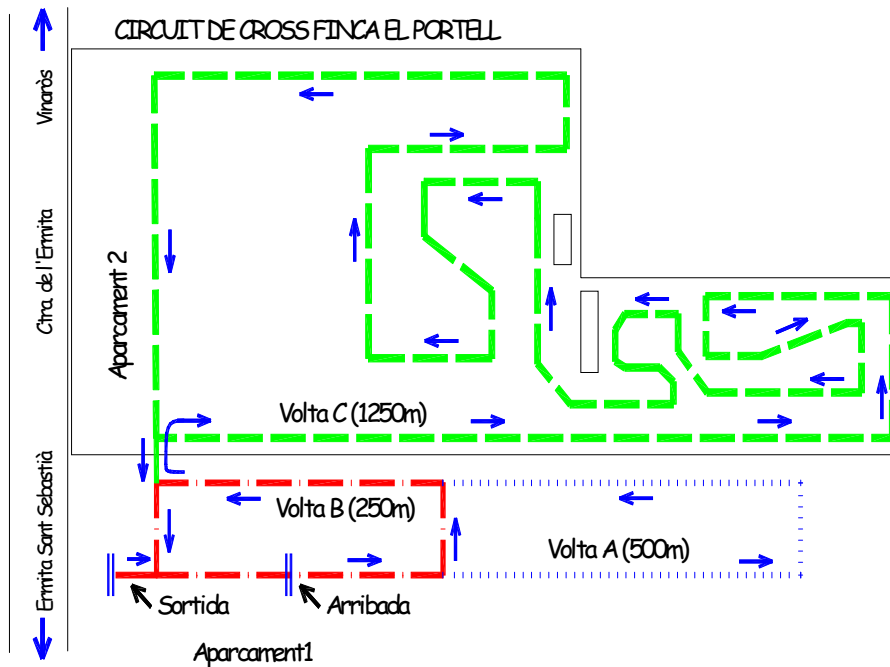 CIRCUIT DE CROSS FINCA EL PORTELL
Vinaròs
Ctra. de l'Ermita
Ermita Sant Sebastià
Aparcament 2
Volta C (1250m)
Volta B (250m)
Volta A (500m)
Sortida
Arribada
Aparcament1